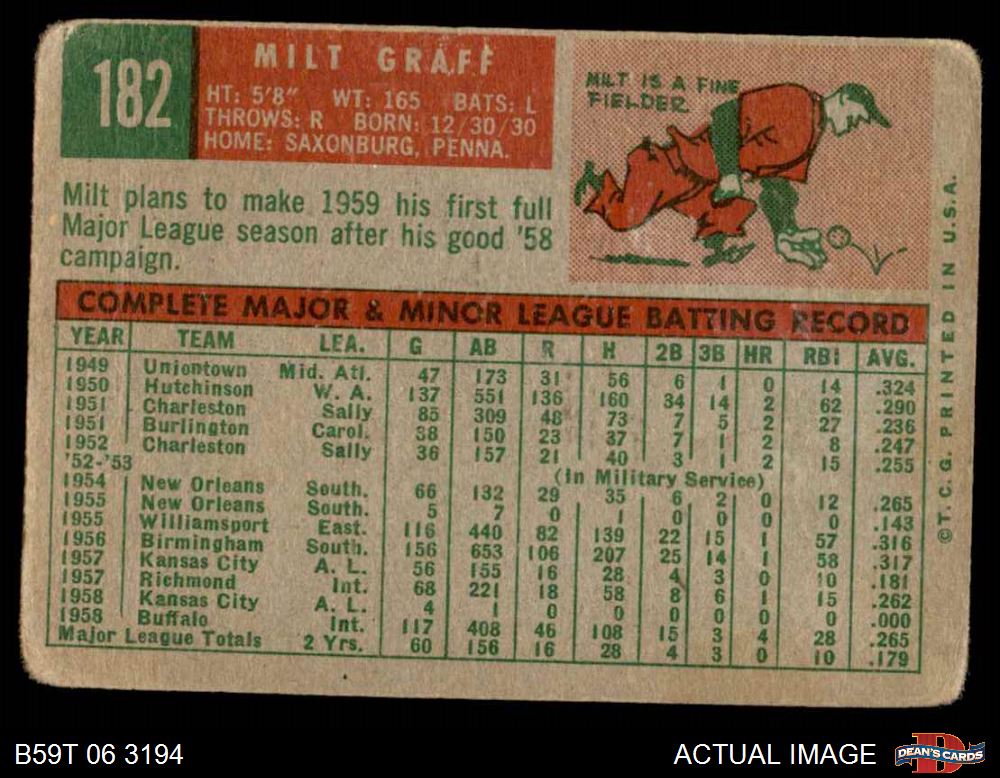 182
MILT GRAFF
HT: 5'8" WT: 165 BATS: L
THROWS: R BORN: 12/30/30
HOME: SAXONBURG, PENNA.
MILT IS A FINE
FIELDER
Milt plans to make 1959 his first full
Major League season after his good '58
campaign.
COMPLETE MAJOR & MINOR LEAGUE BATTING RECORD
YEAR TEAM LEA. G AB R H 2B 3B HR RBI AVG.
1949 Uniontown Mid. Atl. 47 173 31 56 6 1 0 14 .324
1950 Hutchinson W. A. 137 551 136 160 34 14 2 62 .290
1951 Charleston Sally 85 309 48 73 7 5 2 27 .236
1951 Burlington Carol. 38 150 23 37 7 1 2 8 .247
1952 Charleston Sally 36 157 21 40 3 1 2 15 .255
'52-'53 (In Military Service)
1954 New Orleans South. 66 132 29 35 6 2 0 12 .265
1955 New Orleans South. 5 7 0 1 0 0 0 0 .143
1955 Williamsport East. 116 440 82 139 22 15 1 57 .316
1956 Birmingham South. 156 653 106 207 25 14 1 58 .317
1957 Kansas City A. L. 56 155 16 28 4 3 0 10 .181
1957 Richmond Int. 68 221 18 58 8 6 1 15 .262
1958 Kansas City A. L. 4 1 0 0 0 0 0 0 .000
1958 Buffalo Int. 117 408 46 108 15 3 4 28 .265
Major League Totals 2 Yrs. 60 156 16 28 4 3 0 10 .179
©T. C. G. PRINTED IN U.S.A.
B59T 06 3194
ACTUAL IMAGE
DEAN'S CARDS